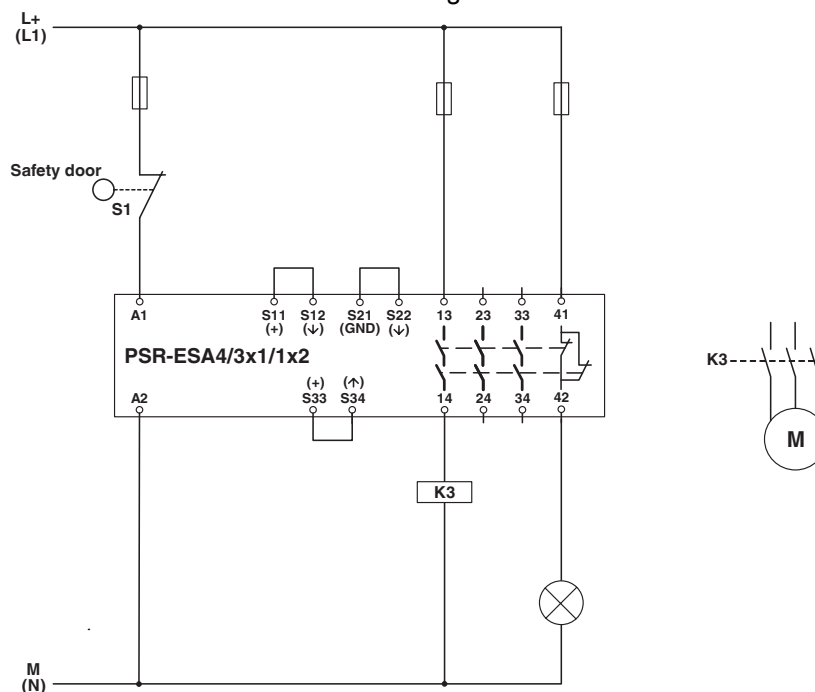 L+
(L1)
Safety door
S1
A1 S11 S12 S21 S22 13 23 33 41
(+) (↓) (GND) (↓)
PSR-ESA4/3x1/1x2
(+) (↑)
A2 S33 S34 14 24 34 42
K3
K3
M
M
(N)